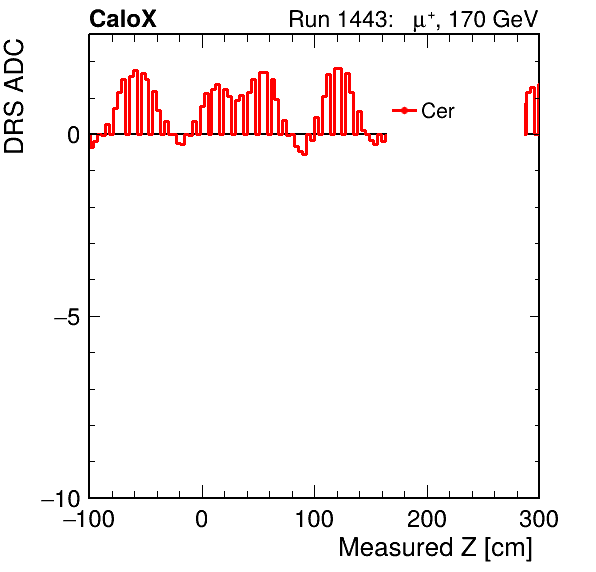 CaloX Run 1443: μ⁺, 170 GeV
DRS ADC
Cer
0
−5
−10
−100 0 100 200 300
Measured Z [cm]